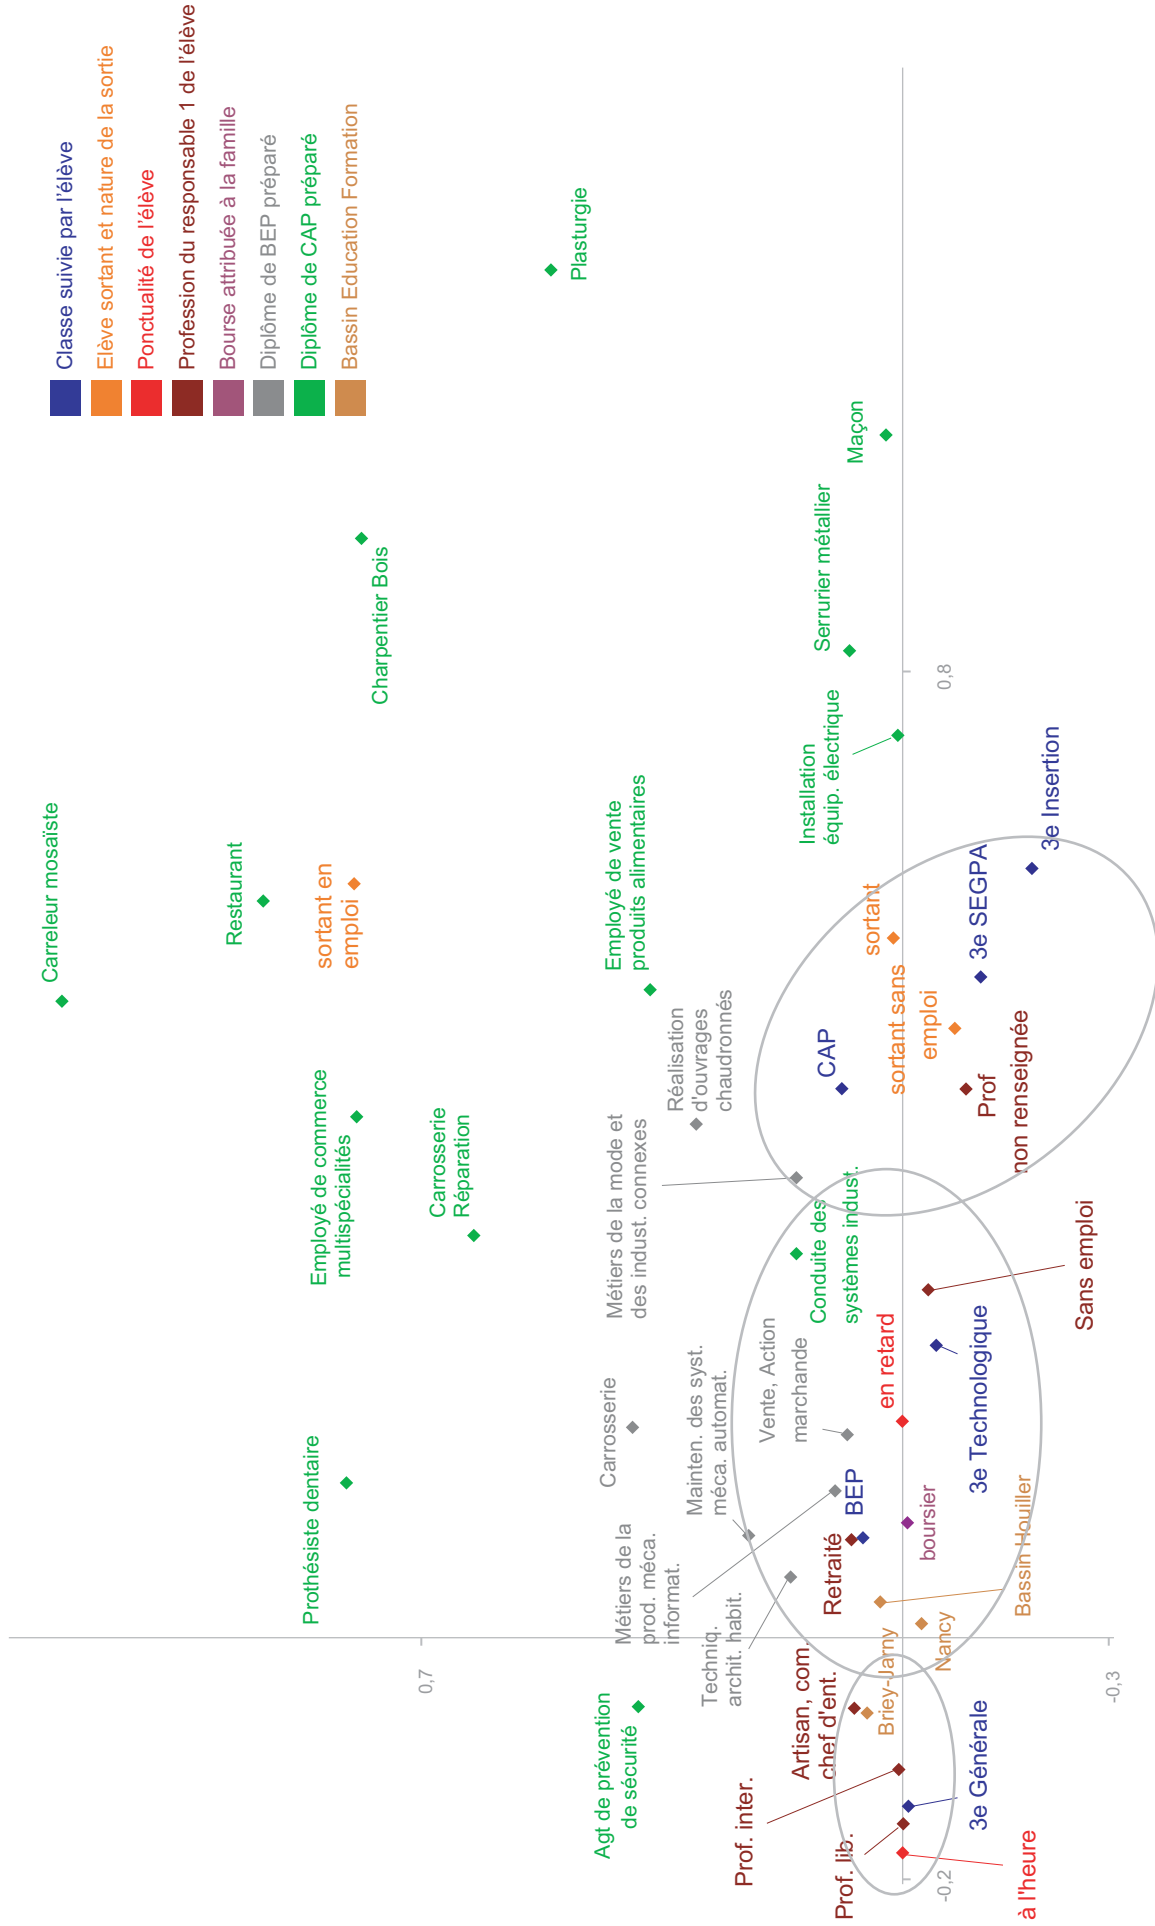 Classe suivie par l'élève
Elève sortant et nature de la sortie
Ponctualité de l'élève
Profession du responsable 1 de l'élève
Bourse attribuée à la famille
Diplôme de BEP préparé
Diplôme de CAP préparé
Bassin Education Formation
Carreleur mosaïste
Restaurant
sortant en
emploi
Charpentier Bois
Plasturgie
Prothésiste dentaire
Employé de commerce
multispécialités
Carrosserie
Réparation
0,7
Agt de prévention
de sécurité
Carrosserie
Métiers de la mode et
des indust. connexes
Employé de vente
produits alimentaires
Réalisation
d'ouvrages
chaudronnés
Métiers de la
prod. méca.
informat.
Mainten. des syst.
méca. automat.
Techniq.
archit. habit.
Vente, Action
marchande
Conduite des
systèmes indust.
CAP
Installation
équip. électrique
Serrurier métallier
Maçon
Prof. inter.
Artisan, com.
chef d'ent.
Prof. lib.
Retraité
BEP
Briey-Jarny
en retard
sortant
sortant sans
emploi
-0,2
0,8
Nancy
boursier
3e Générale
3e Technologique
3e SEGPA
Prof
non renseignée
à l'heure
Bassin Houiller
Sans emploi
3e Insertion
-0,3